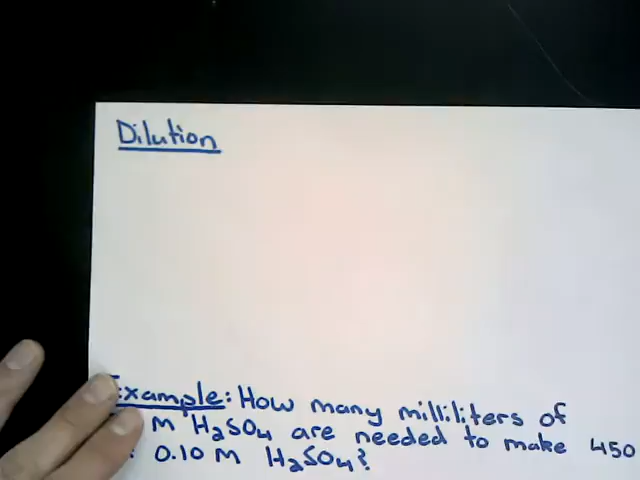 Dilution
Example: How many milliliters of
M H₂SO₄ are needed to make 450
0.10 M H₂SO₄?